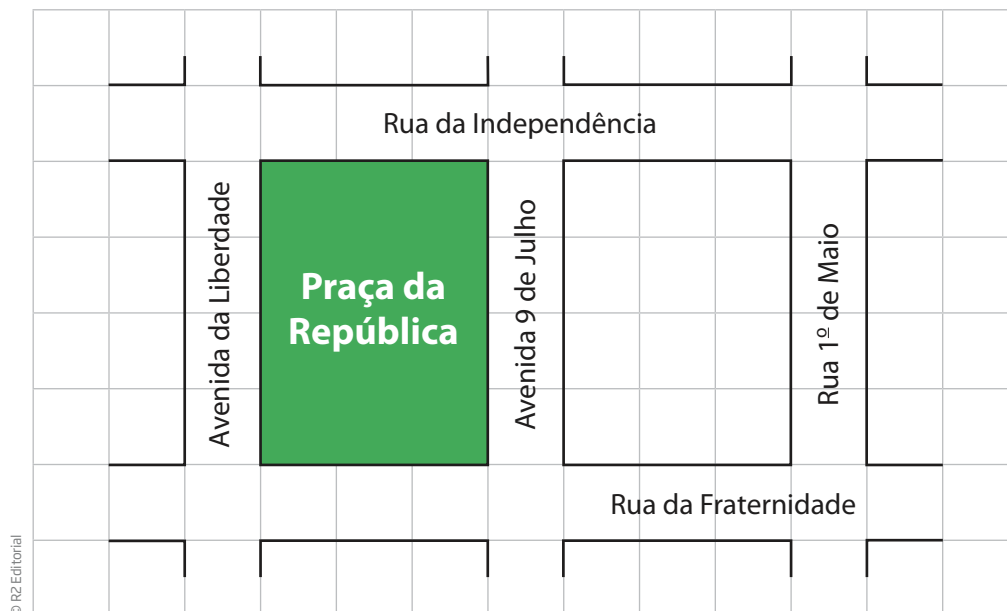 Rua da Independência
Avenida da Liberdade
Praça da
República
Avenida 9 de Julho
Rua 1º de Maio
Rua da Fraternidade
© R2 Editorial